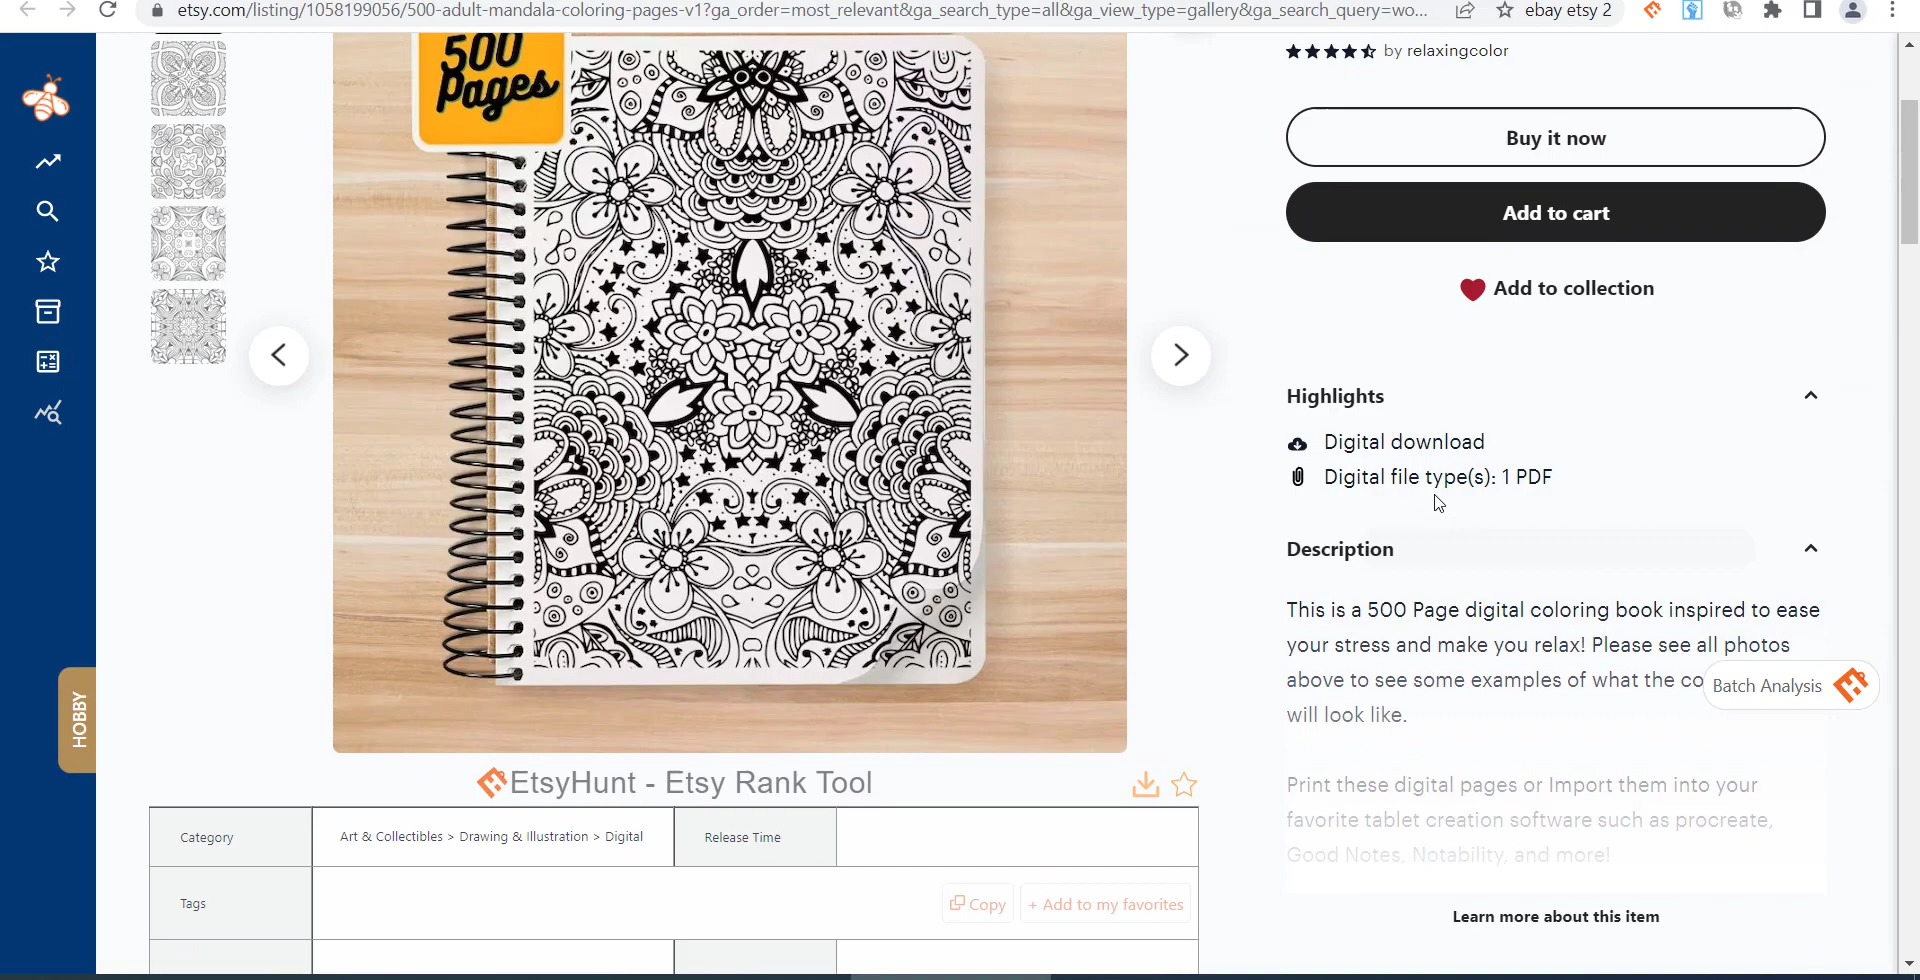 etsy.com/listing/1058199056/500-adult-mandala-coloring-pages-v1?ga_order=most_relevant&ga_search_type=all&ga_view_type=gallery&ga_search_query=wo...
ebay etsy 2
500
Pages
by relaxingcolor
Buy it now
Add to cart
Add to collection
Highlights
Digital download
Digital file type(s): 1 PDF
Description
This is a 500 Page digital coloring book inspired to ease
your stress and make you relax! Please see all photos
above to see some examples of what the co
will look like.
Batch Analysis
Print these digital pages or Import them into your
favorite tablet creation software such as procreate,
Good Notes, Notability, and more!
Learn more about this item
HOBBY
EtsyHunt - Etsy Rank Tool
Category
Art & Collectibles > Drawing & Illustration > Digital
Release Time
Tags
Copy
+ Add to my favorites